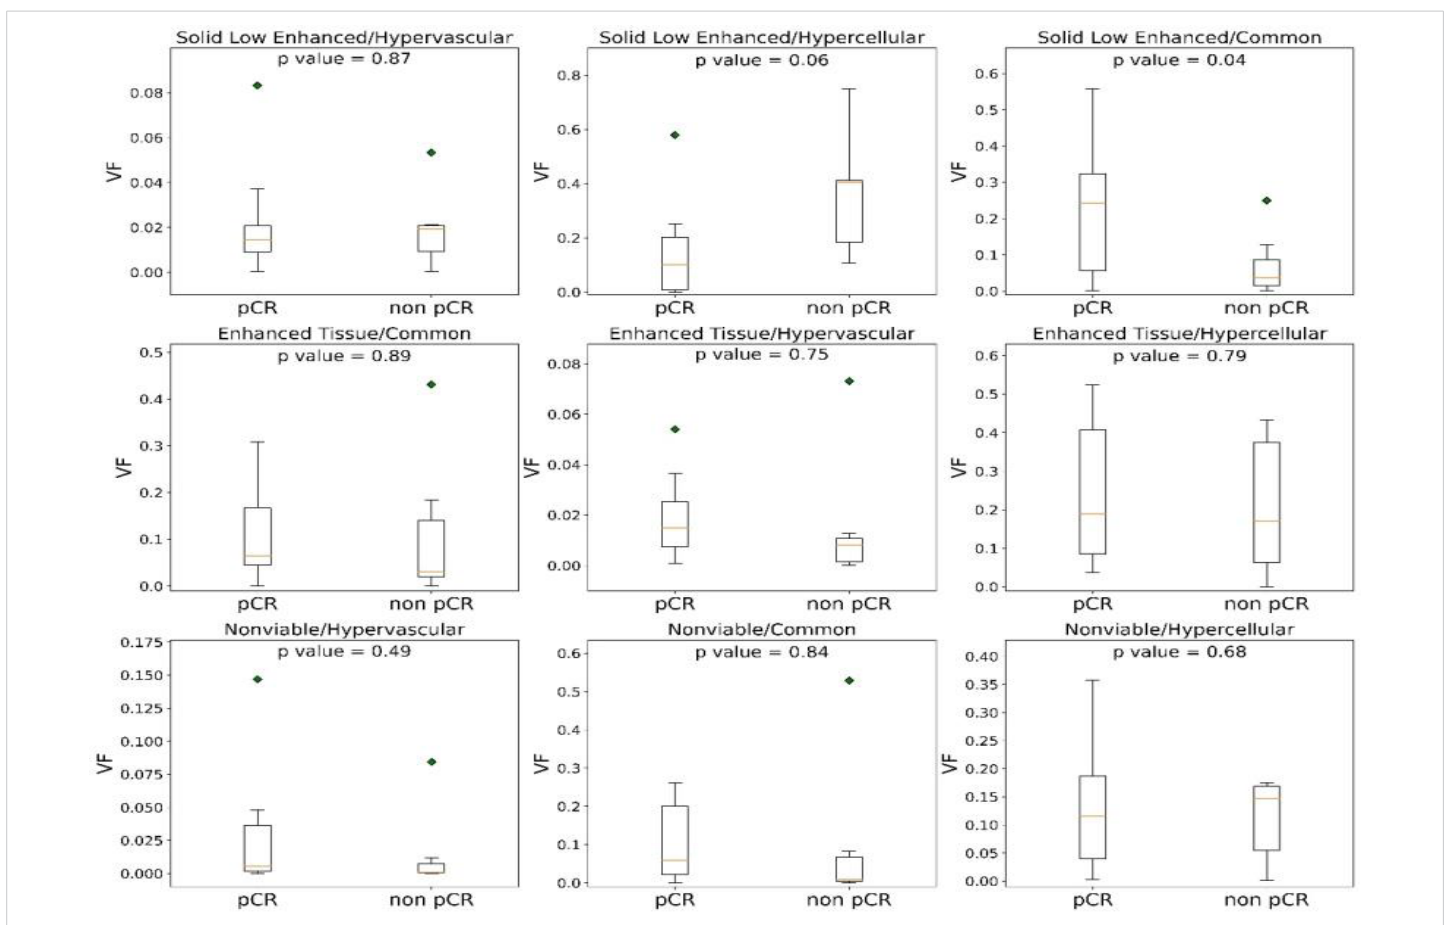 Solid Low Enhanced/Hypervascular
p value = 0.87
0.08
0.06
0.04
0.02
0.00
VF
pCR non pCR
Solid Low Enhanced/Hypercellular
p value = 0.06
0.8
0.6
0.4
0.2
0.0
VF
pCR non pCR
Solid Low Enhanced/Common
p value = 0.04
0.6
0.5
0.4
0.3
0.2
0.1
0.0
VF
pCR non pCR
Enhanced Tissue/Common
p value = 0.89
0.5
0.4
0.3
0.2
0.1
0.0
VF
pCR non pCR
Enhanced Tissue/Hypervascular
p value = 0.75
0.08
0.06
0.04
0.02
0.00
VF
pCR non pCR
Enhanced Tissue/Hypercellular
p value = 0.79
0.6
0.5
0.4
0.3
0.2
0.1
0.0
VF
pCR non pCR
Nonviable/Hypervascular
p value = 0.49
0.175
0.150
0.125
0.100
0.075
0.050
0.025
0.000
VF
pCR non pCR
Nonviable/Common
p value = 0.84
0.6
0.5
0.4
0.3
0.2
0.1
0.0
VF
pCR non pCR
Nonviable/Hypercellular
p value = 0.68
0.40
0.35
0.30
0.25
0.20
0.15
0.10
0.05
0.00
VF
pCR non pCR